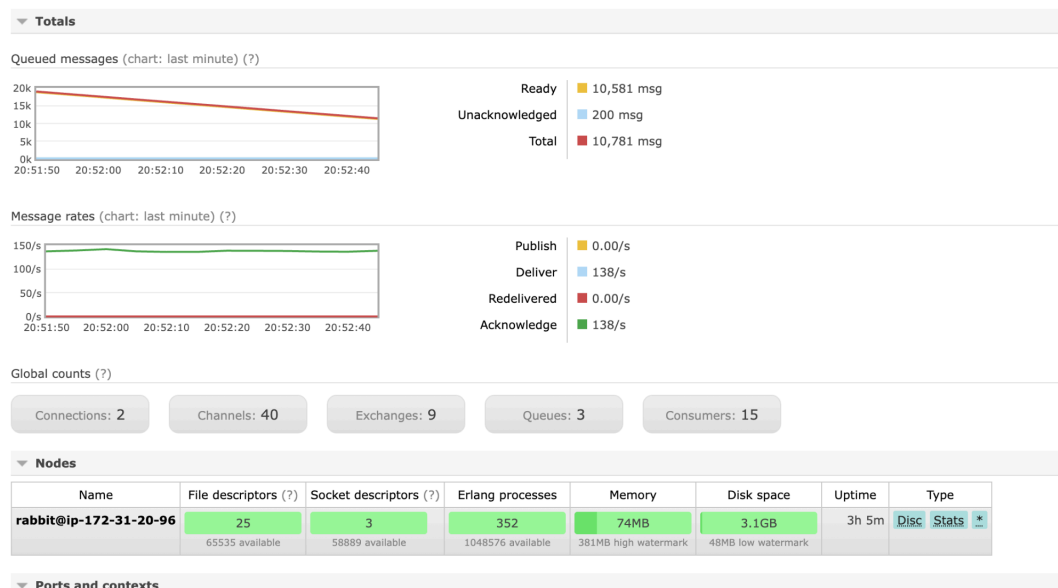 Totals
Queued messages (chart: last minute) (?)
20k
15k
10k
5k
0k
20:51:50 20:52:00 20:52:10 20:52:20 20:52:30 20:52:40
Ready 10,581 msg
Unacknowledged 200 msg
Total 10,781 msg
Message rates (chart: last minute) (?)
150/s
100/s
50/s
0/s
20:51:50 20:52:00 20:52:10 20:52:20 20:52:30 20:52:40
Publish 0.00/s
Deliver 138/s
Redelivered 0.00/s
Acknowledge 138/s
Global counts (?)
Connections: 2 Channels: 40 Exchanges: 9 Queues: 3 Consumers: 15
Nodes
Name File descriptors (?) Socket descriptors (?) Erlang processes Memory Disk space Uptime Type
rabbit@ip-172-31-20-96 25 3 352 74MB 3.1GB 3h 5m Disc Stats *
65535 available 58889 available 1048576 available 381MB high watermark 48MB low watermark
Ports and contexts